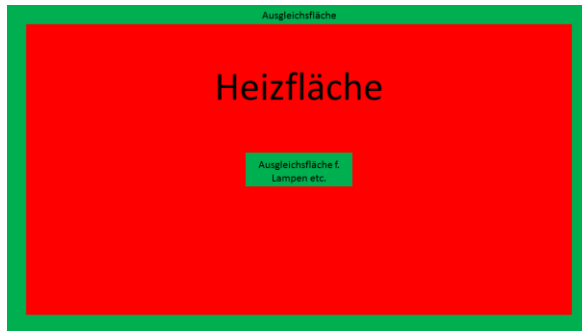 Ausgleichsfläche
Heizfläche
Ausgleichsfläche f.
Lampen etc.